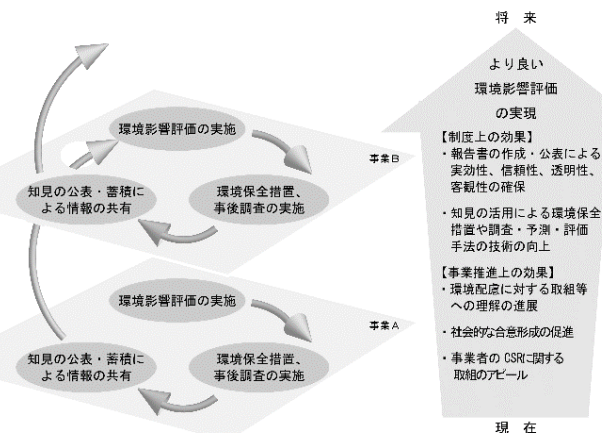 環境影響評価の実施
事業B
知見の公表・蓄積に
よる情報の共有
環境保全措置、
事後調査の実施
環境影響評価の実施
事業A
知見の公表・蓄積に
よる情報の共有
環境保全措置、
事後調査の実施
将 来
より良い
環境影響評価
の実現
【制度上の効果】
・報告書の作成・公表による
実効性、信頼性、透明性、
客観性の確保
・知見の活用による環境保全
措置や調査・予測・評価
手法の技術の向上
【事業推進上の効果】
・環境配慮に対する取組等
への理解の進展
・社会的な合意形成の促進
・事業者のCSRに関する
取組のアピール
現 在